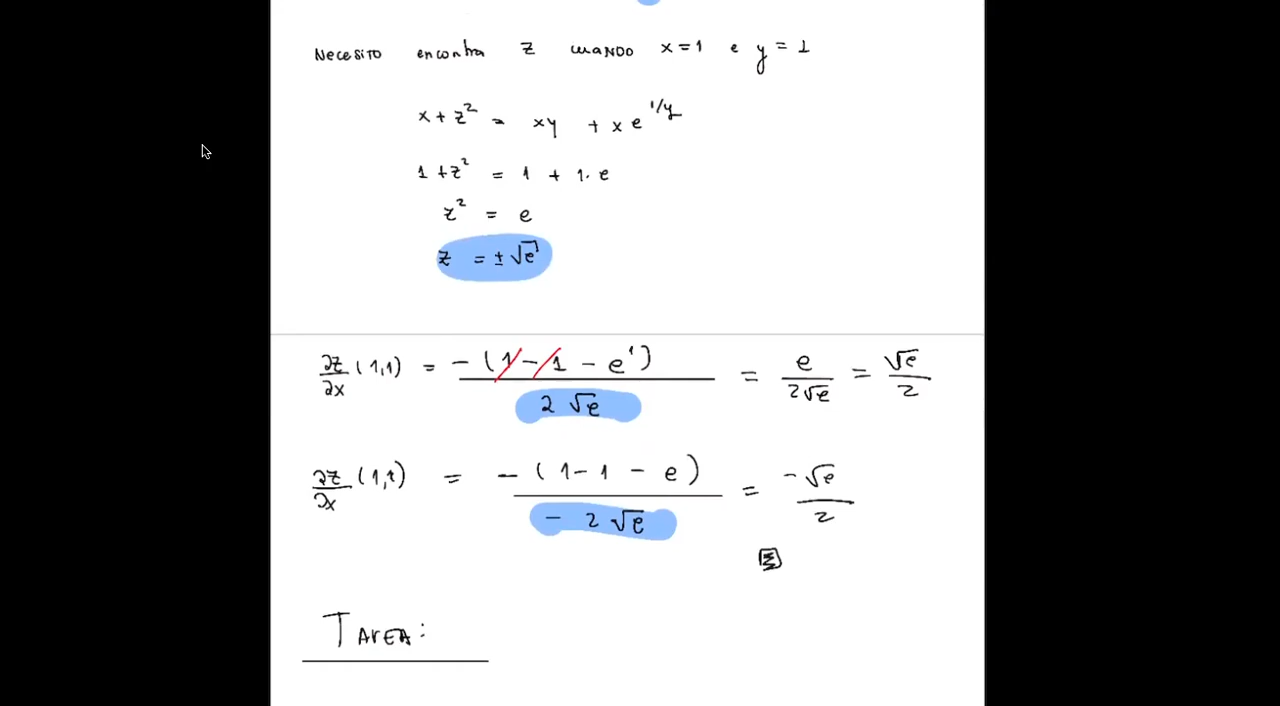 Necesito encontra z cuando x = 1 e y = 1
x + z² = xy + x e^{1/y}
1 + z² = 1 + 1 · e
z² = e
z = ± √e
∂z/∂x (1,1) = -(1 - 1 - e¹) / 2√e = e / 2√e = √e / 2
∂z/∂x (1,1) = -(1 - 1 - e) / -2√e = -√e / 2
Tarea: